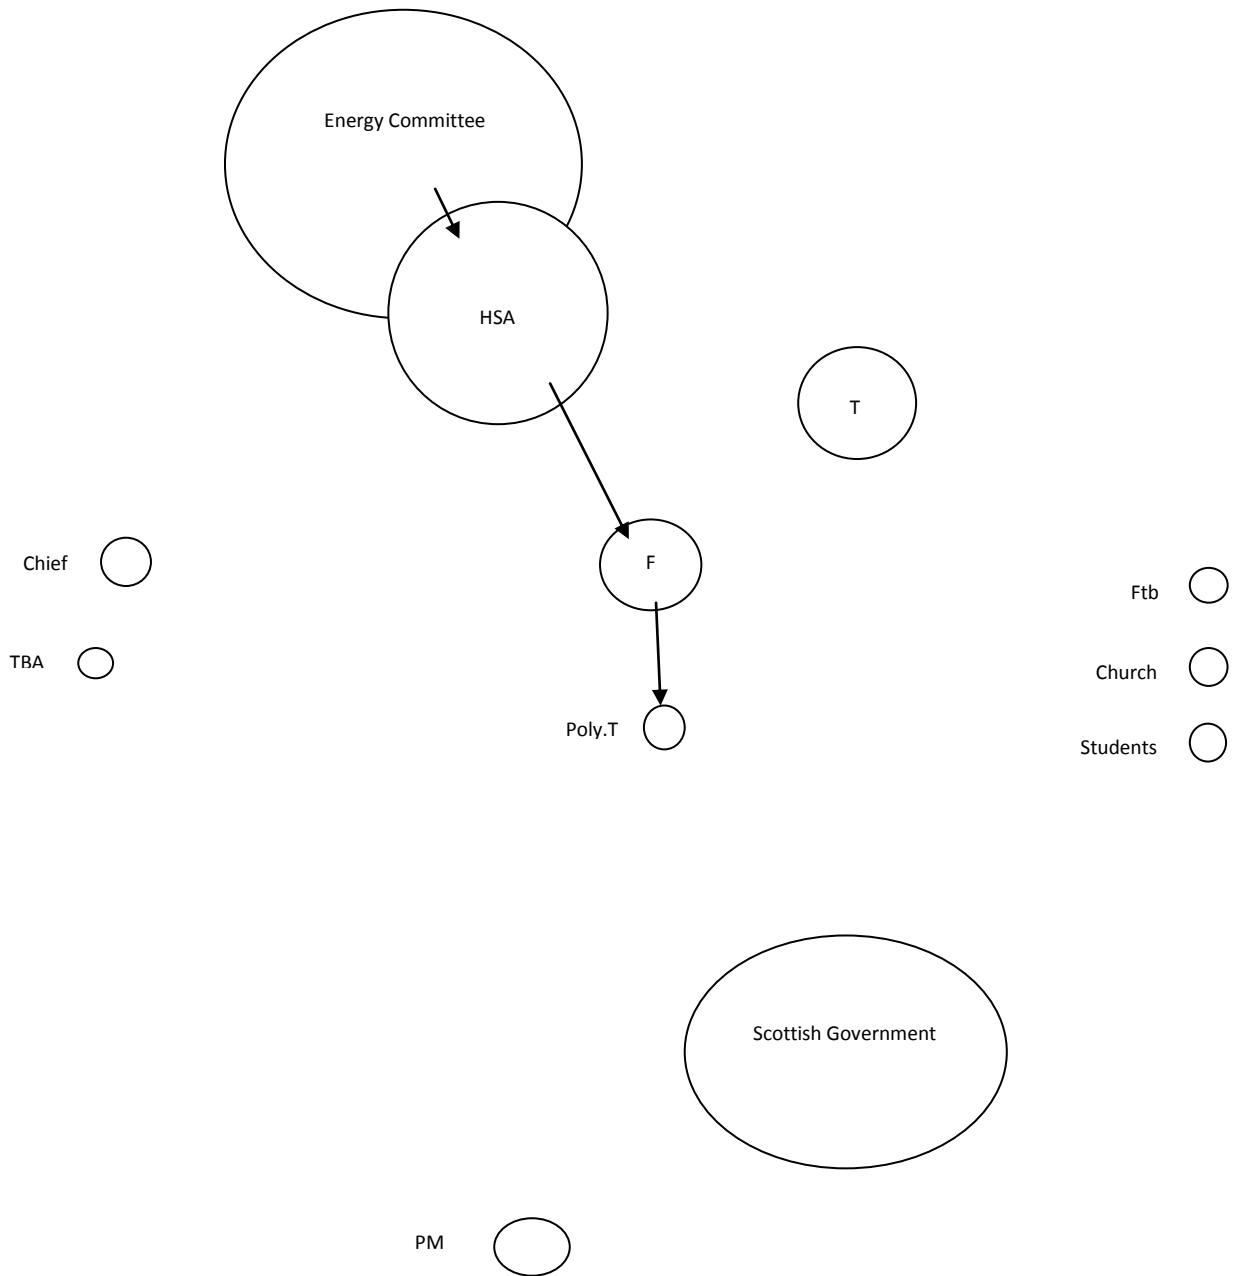 Energy Committee
HSA
T
Chief
F
Ftb
TBA
Church
Poly.T
Students
Scottish Government
PM